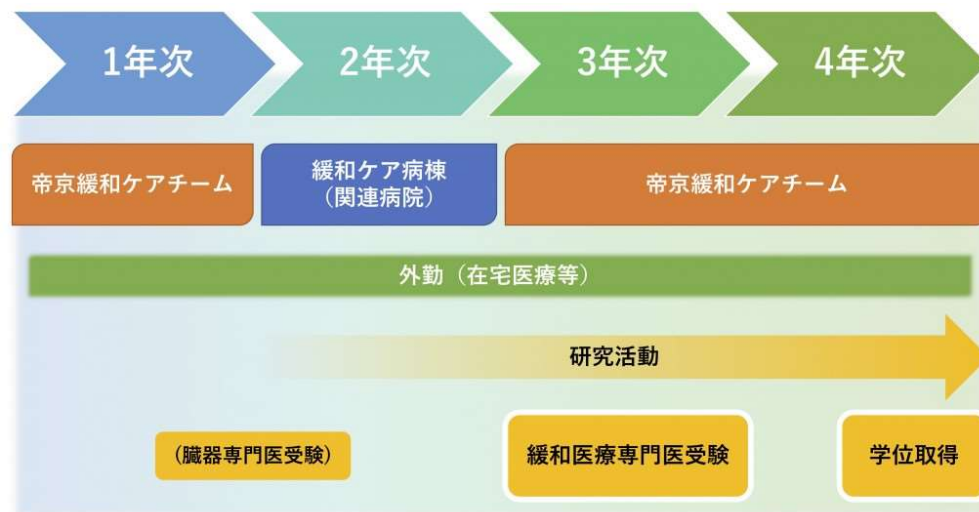 1年次
2年次
3年次
4年次
帝京緩和ケアチーム
緩和ケア病棟
（関連病院）
帝京緩和ケアチーム
外勤（在宅医療等）
研究活動
（臓器専門医受験）
緩和医療専門医受験
学位取得